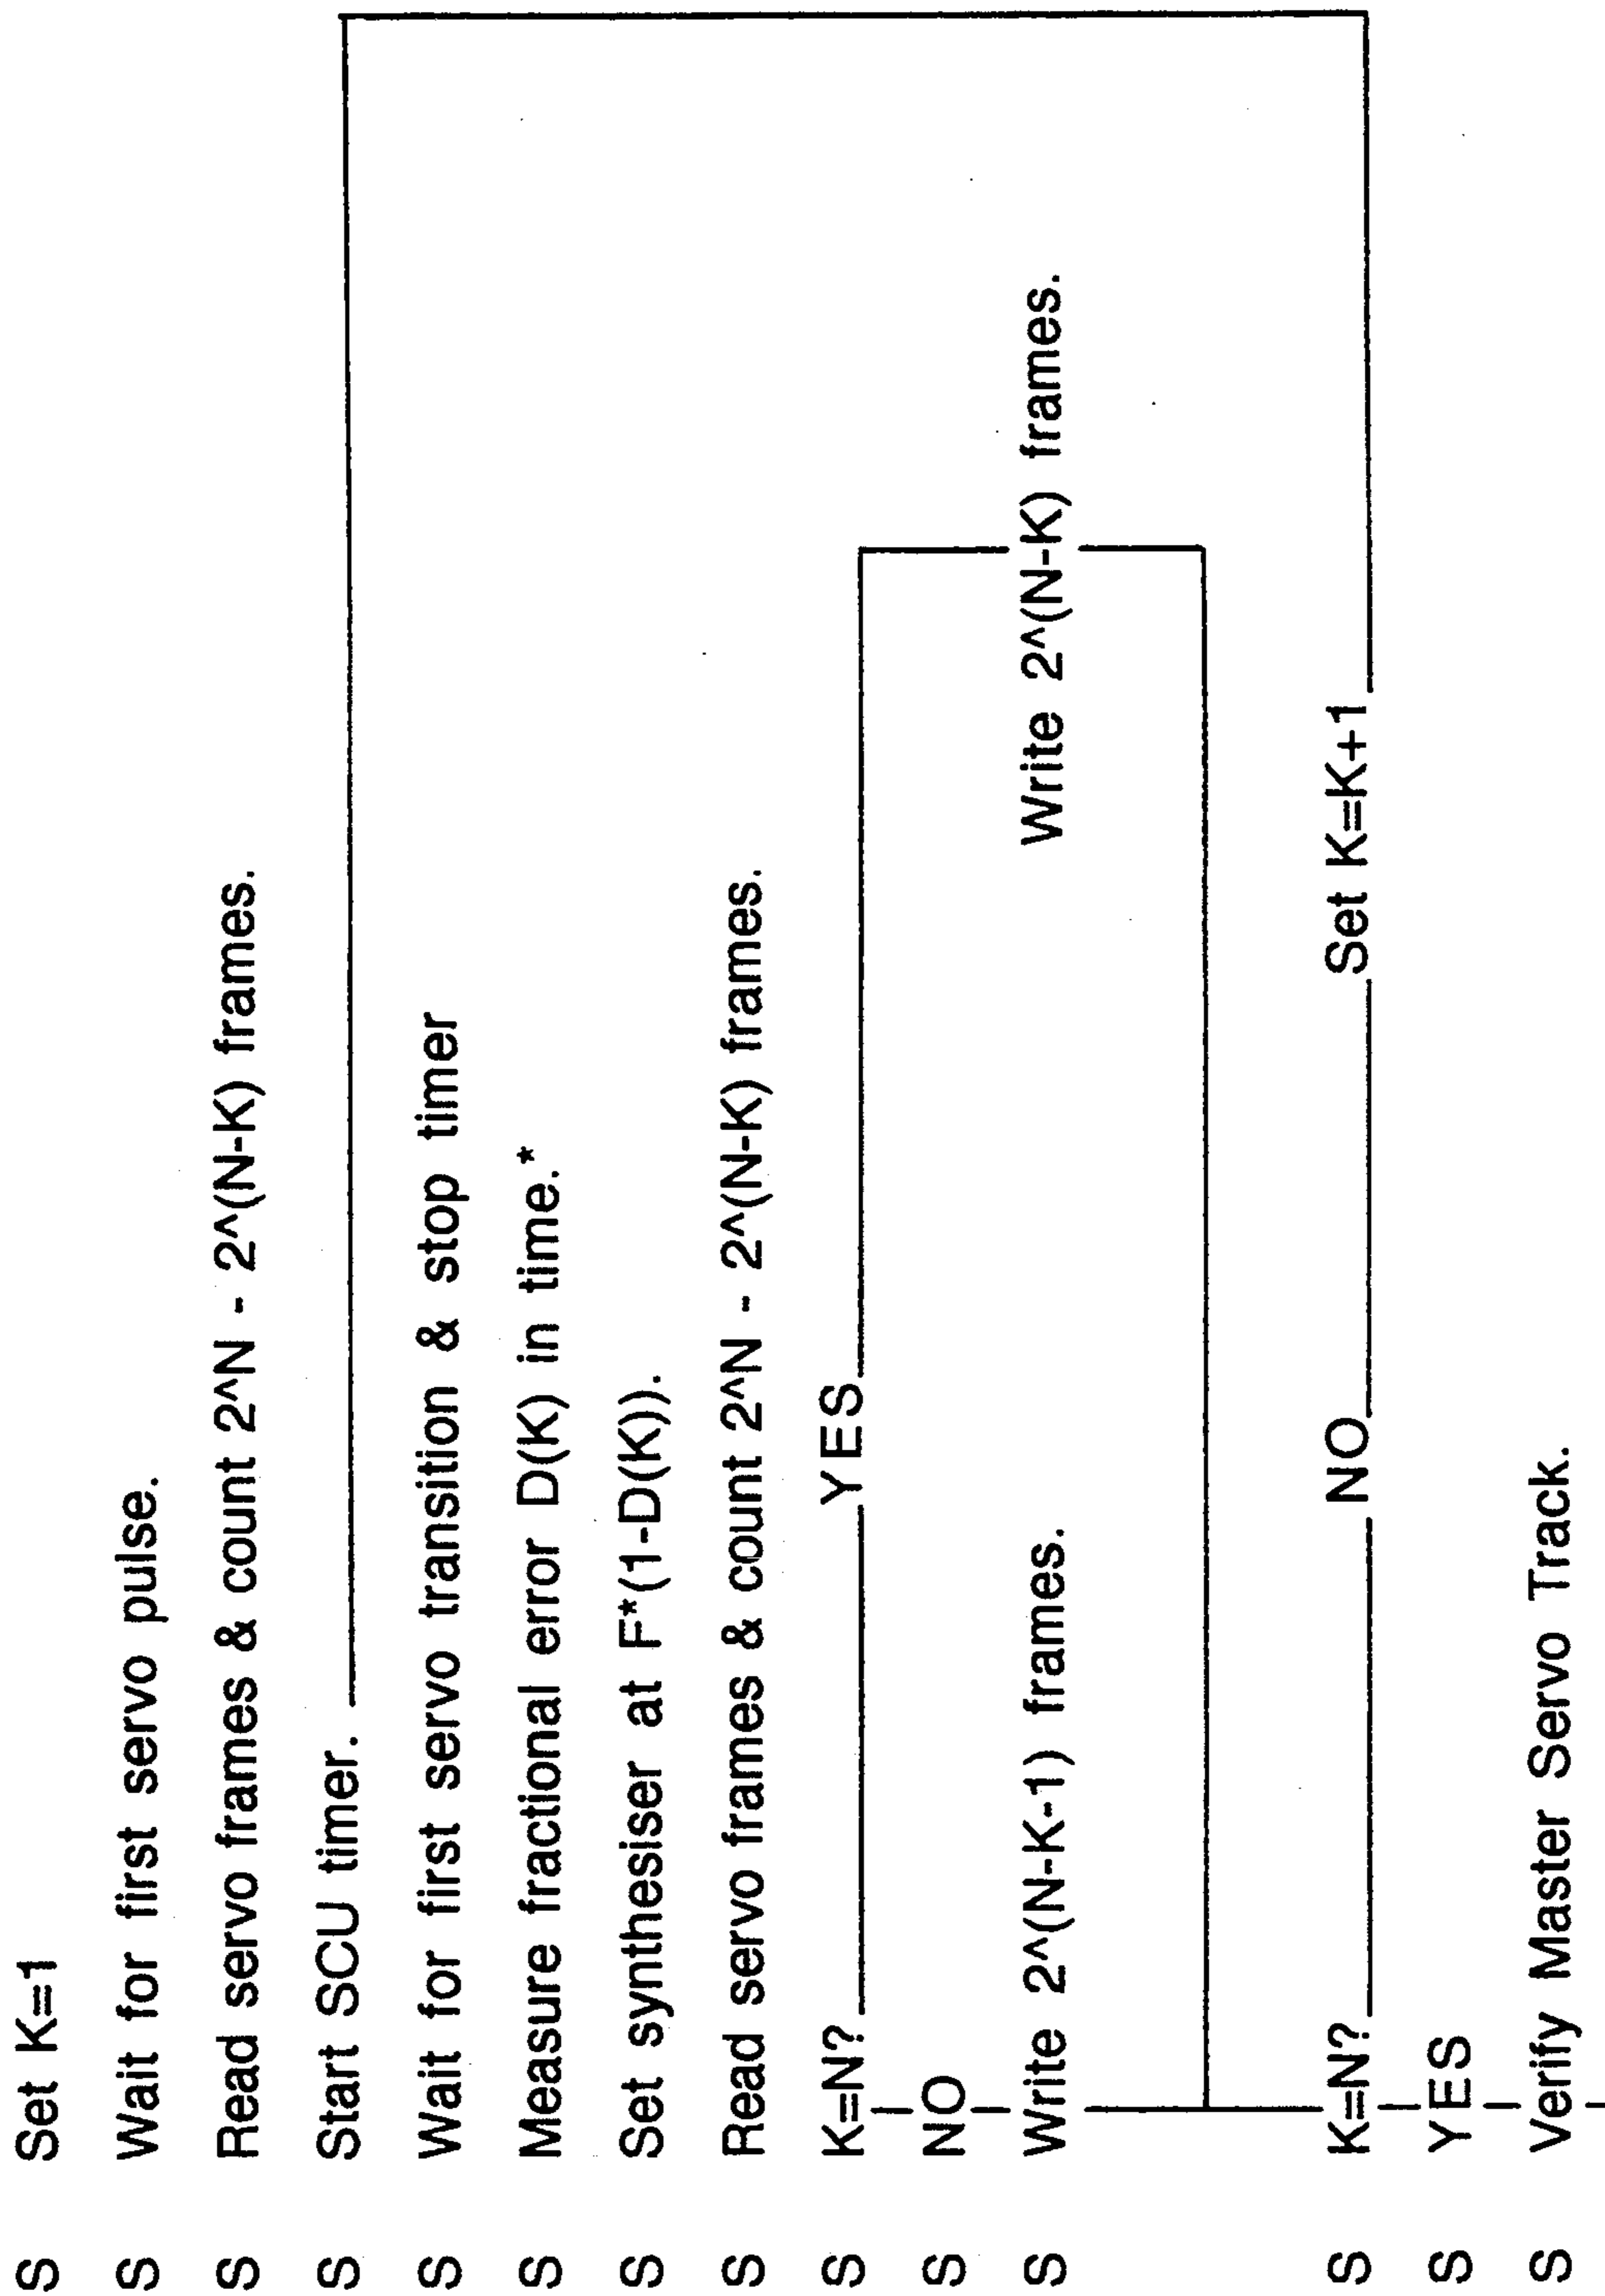 S Set K=1
S Wait for first servo pulse.
S Read servo frames & count 2^N - 2^(N-K) frames.
S Start SCU timer.
S Wait for first servo transition & stop timer
S Measure fractional error D(K) in time.*
S Set synthesiser at F*(1-D(K)).
S Read servo frames & count 2^N - 2^(N-K) frames.
S K=N? YES
S NO
S Write 2^(N-K-1) frames. Write 2^(N-K) frames.
S K=N? NO Set K=K+1
S YES
S Verify Master Servo Track.